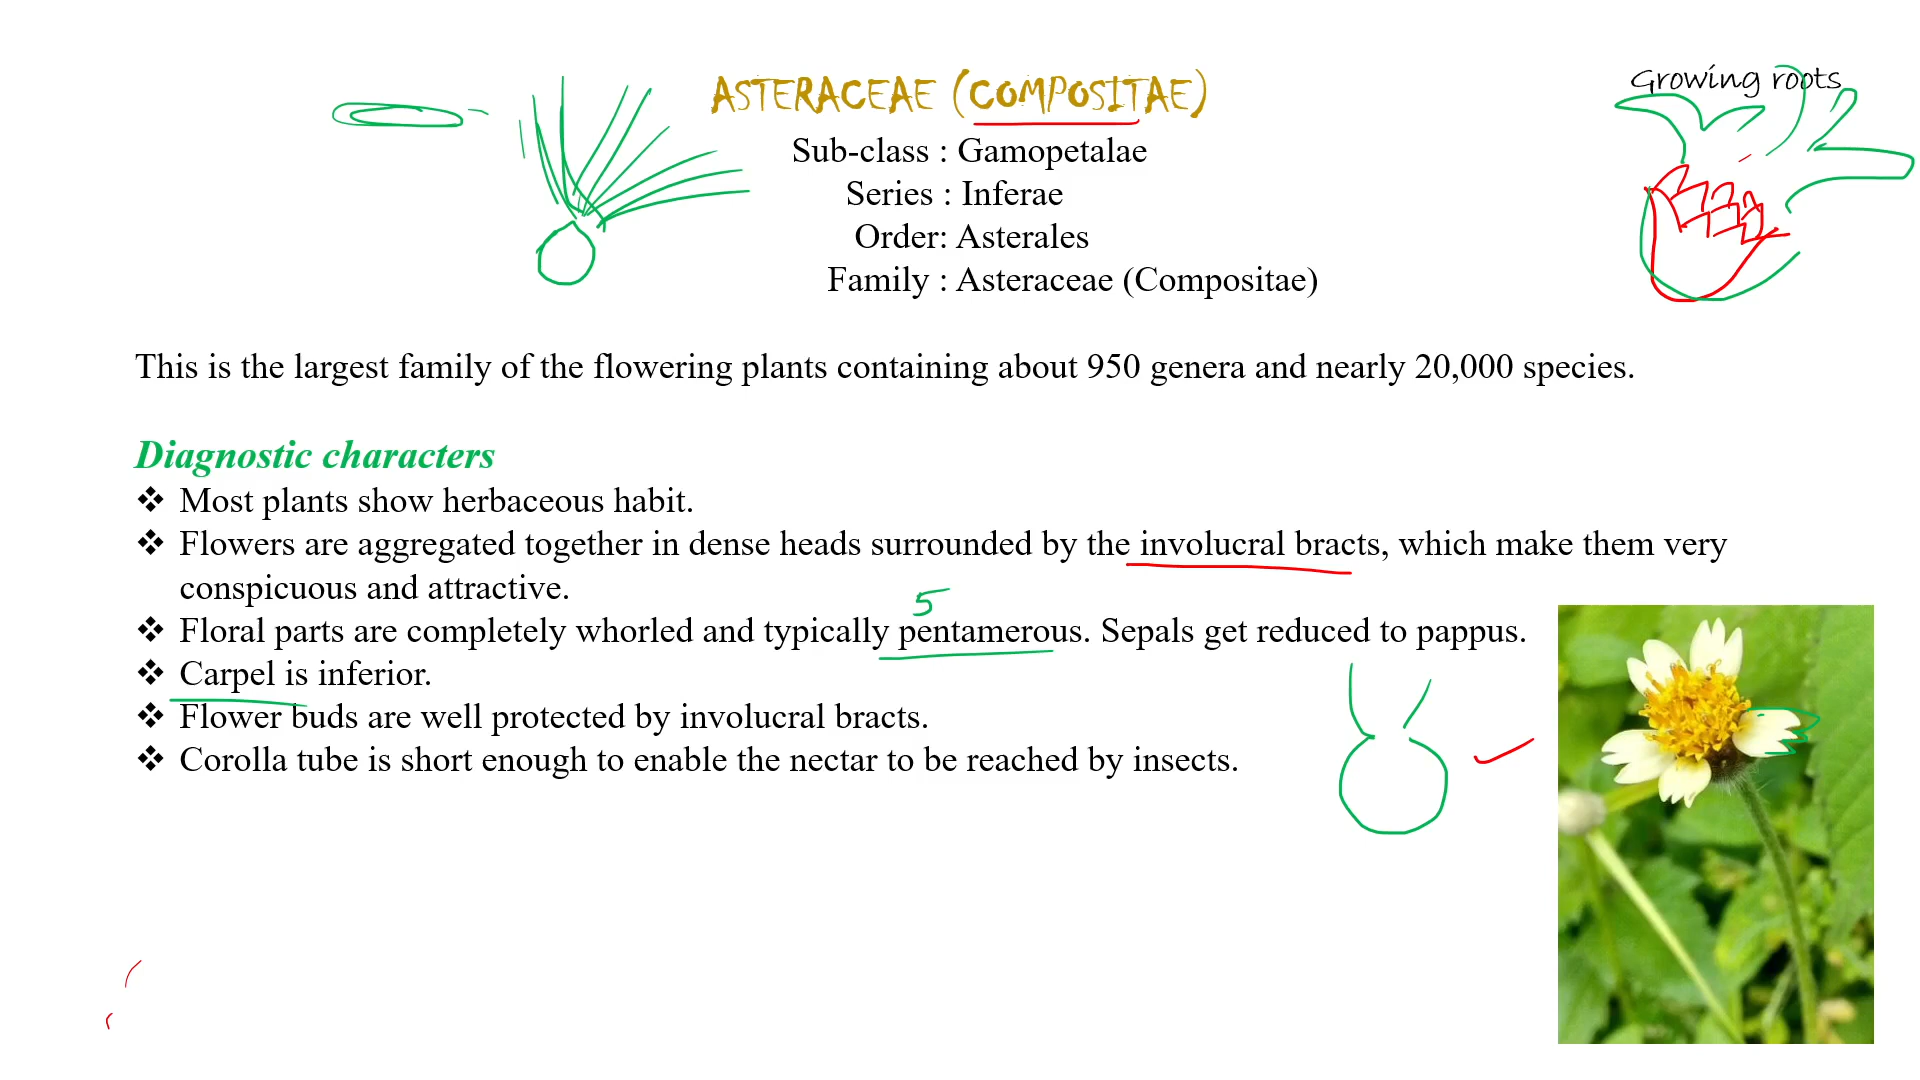 Growing roots
ASTERACEAE (COMPOSITAE)
Sub-class : Gamopetalae
Series : Inferae
Order: Asterales
Family : Asteraceae (Compositae)
This is the largest family of the flowering plants containing about 950 genera and nearly 20,000 species.
Diagnostic characters
❖ Most plants show herbaceous habit.
❖ Flowers are aggregated together in dense heads surrounded by the involucral bracts, which make them very
conspicuous and attractive.
5
❖ Floral parts are completely whorled and typically pentamerous. Sepals get reduced to pappus.
❖ Carpel is inferior.
❖ Flower buds are well protected by involucral bracts.
❖ Corolla tube is short enough to enable the nectar to be reached by insects.